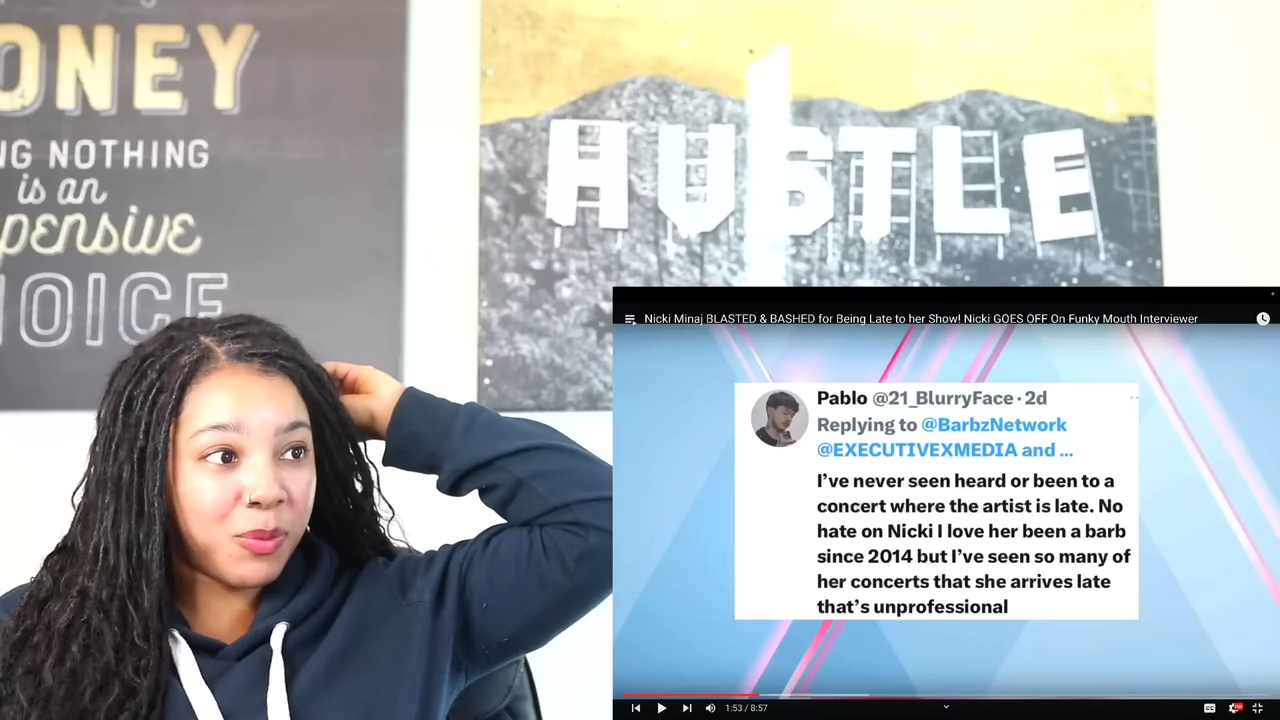 ONEY
NG NOTHING
is an
pensive
HOICE
HUSTLE
Nicki Minaj BLASTED & BASHED for Being Late to her Show! Nicki GOES OFF On Funky Mouth Interviewer
Pablo @21_BlurryFace · 2d
Replying to @BarbzNetwork
@EXECUTIVEXMEDIA and ...
I've never seen heard or been to a
concert where the artist is late. No
hate on Nicki I love her been a barb
since 2014 but I've seen so many of
her concerts that she arrives late
that's unprofessional
1:53 / 8:57
CC
HD